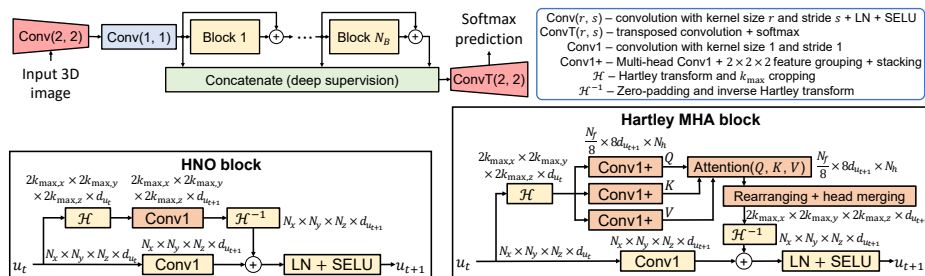 Conv(2, 2)
Input 3D
image
Conv(1, 1)
Block 1
...
Block N_B
Concatenate (deep supervision)
Softmax
prediction
ConvT(2, 2)
Conv(r, s) – convolution with kernel size r and stride s + LN + SELU
ConvT(r, s) – transposed convolution + softmax
Conv1 – convolution with kernel size 1 and stride 1
Conv1+ – Multi-head Conv1 + 2 × 2 × 2 feature grouping + stacking
ℋ – Hartley transform and k_max cropping
ℋ⁻¹ – Zero-padding and inverse Hartley transform
HNO block
2k_max,x × 2k_max,y
× 2k_max,z × d_{u_t}
2k_max,x × 2k_max,y
× 2k_max,z × d_{u_{t+1}}
ℋ
Conv1
ℋ⁻¹
N_x × N_y × N_z × d_{u_{t+1}}
u_t
N_x × N_y × N_z × d_{u_t}
Conv1
N_x × N_y × N_z × d_{u_{t+1}}
LN + SELU
u_{t+1}
Hartley MHA block
2k_max,x × 2k_max,y
× 2k_max,z × d_{u_t}
ℋ
N_f/8 × 8d_{u_{t+1}} × N_h
Conv1+
Q
Conv1+
K
Conv1+
V
Attention(Q, K, V)
N_f/8 × 8d_{u_{t+1}} × N_h
Rearranging + head merging
2k_max,x × 2k_max,y × 2k_max,z × d_{u_{t+1}}
ℋ⁻¹
N_x × N_y × N_z × d_{u_{t+1}}
u_t
N_x × N_y × N_z × d_{u_t}
Conv1
N_x × N_y × N_z × d_{u_{t+1}}
LN + SELU
u_{t+1}